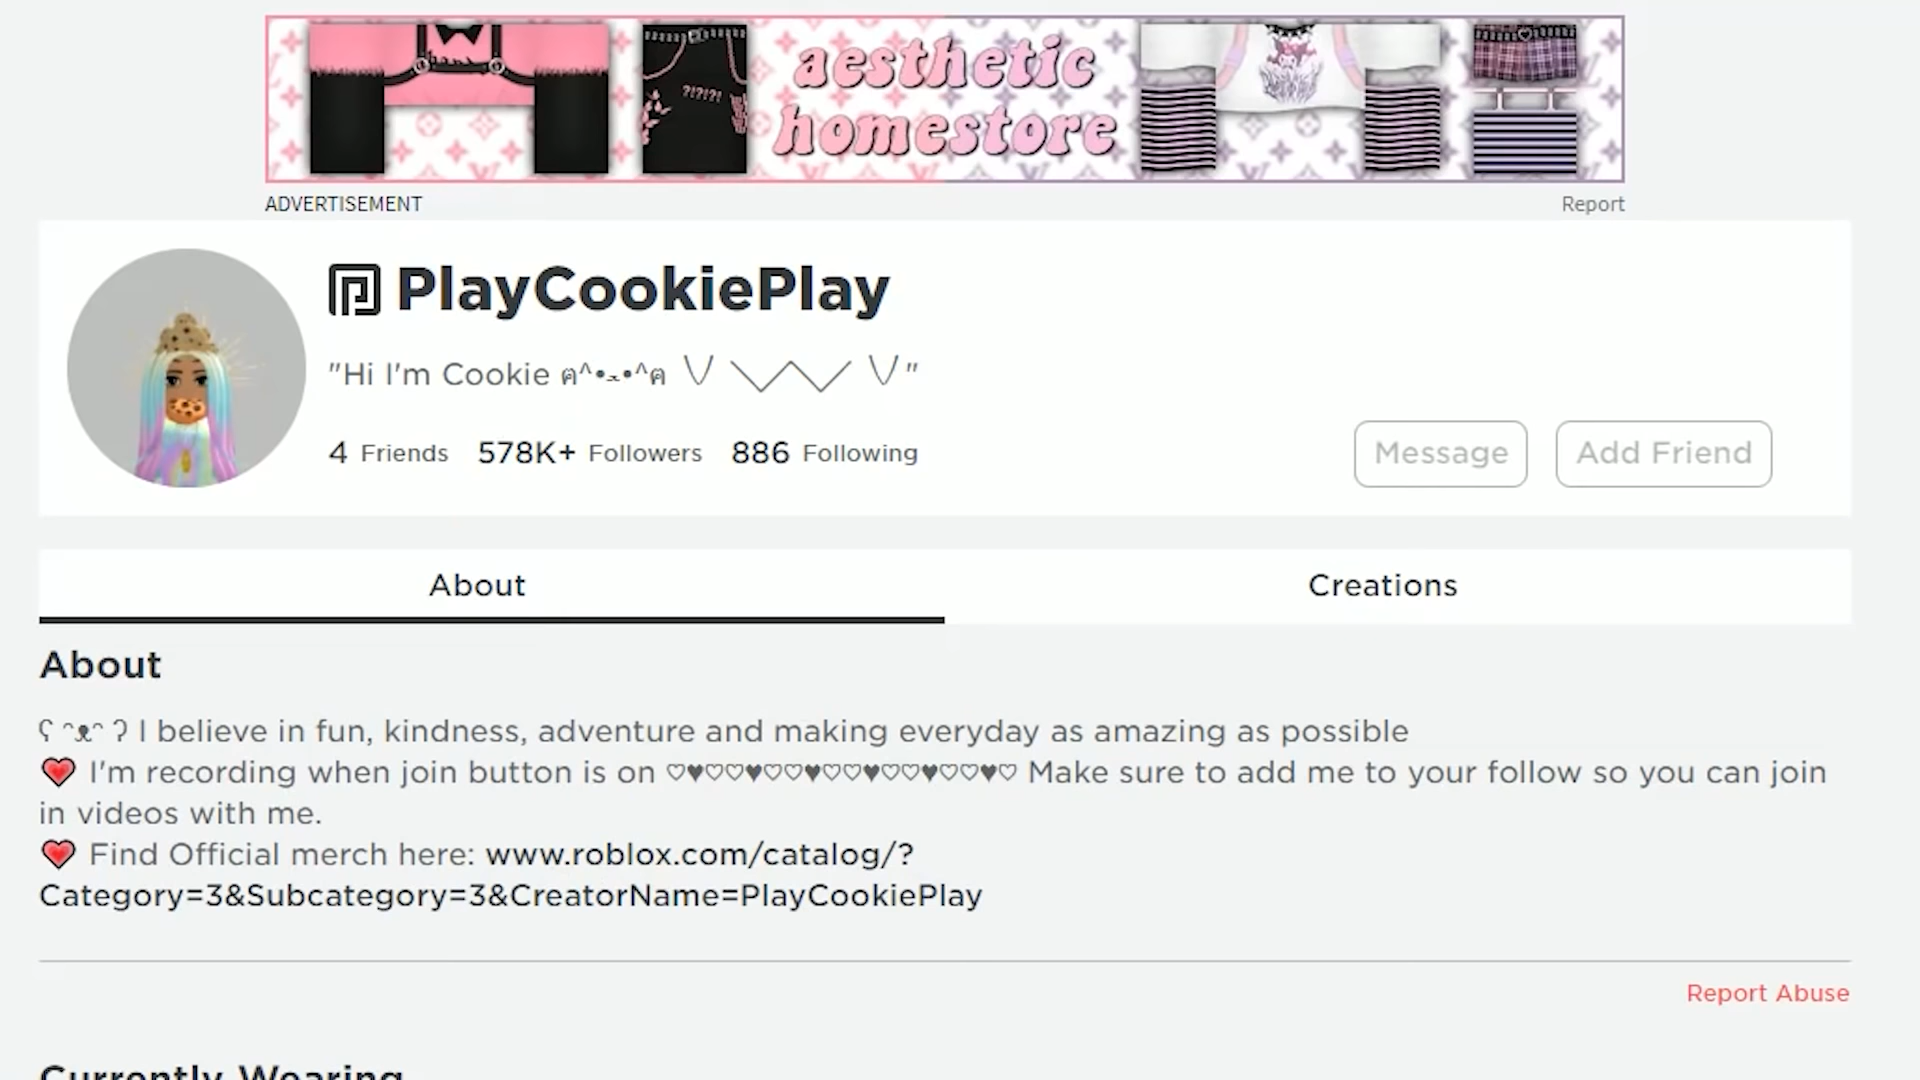 aesthetic
homestore
?!?!?!
ADVERTISEMENT
Report
PlayCookiePlay
"Hi I'm Cookie ฅ^•ﻌ•^ฅ \/ \/\/ \/"
4 Friends 578K+ Followers 886 Following
Message
Add Friend
About
Creations
About
ʕ ᵔᴥᵔ ʔ I believe in fun, kindness, adventure and making everyday as amazing as possible
❤️ I'm recording when join button is on ♡♥♡♡♥♡♡♥♡♡♥♡♡♥♡♡♥♡ Make sure to add me to your follow so you can join
in videos with me.
❤️ Find Official merch here: www.roblox.com/catalog/?
Category=3&Subcategory=3&CreatorName=PlayCookiePlay
Report Abuse
Currently Wearing